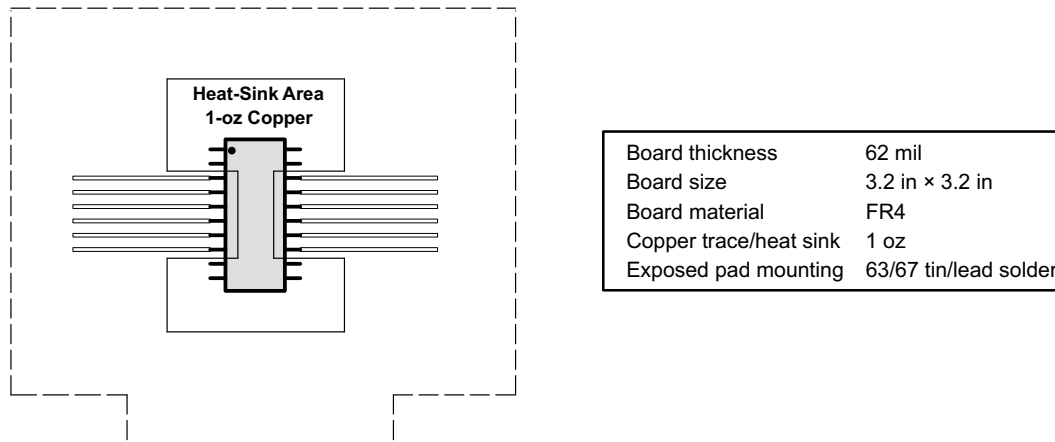 Heat-Sink Area
1-oz Copper
Board thickness 62 mil
Board size 3.2 in × 3.2 in
Board material FR4
Copper trace/heat sink 1 oz
Exposed pad mounting 63/67 tin/lead solder